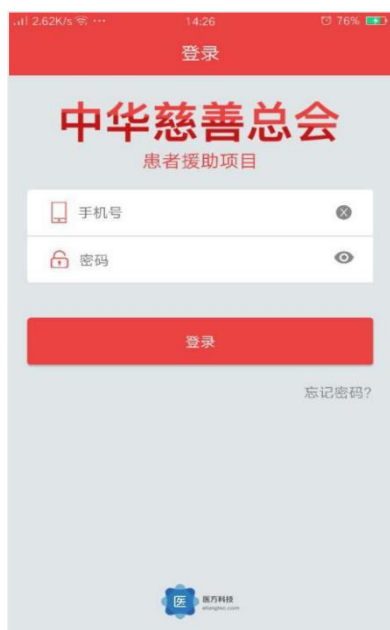 2.62K/s ··· 14:26 76%
登录
中华慈善总会
患者援助项目
手机号
密码
登录
忘记密码?
医
医方科技